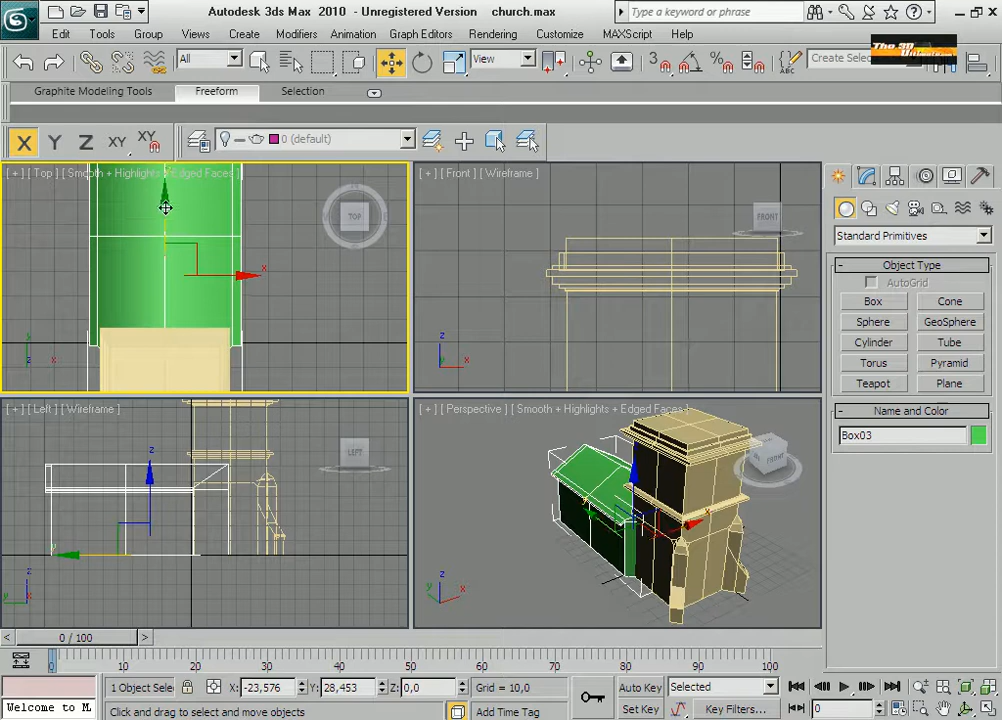 Autodesk 3ds Max 2010 - Unregistered Version church.max
Type a keyword or phrase
Edit Tools Group Views Create Modifiers Animation Graph Editors Rendering Customize MAXScript Help
All
View
3
Create Selec
The 3D
Graphite Modeling Tools Freeform Selection
X Y Z XY XY
0 (default)
[ + ] [ Top ] [ Smooth + Highlights + Edged Faces ]
TOP
x
y
z
x
[ + ] [ Front ] [ Wireframe ]
FRONT
z
x
[ + ] [ Left ] [ Wireframe ]
LEFT
z
y
z
y
[ + ] [ Perspective ] [ Smooth + Highlights + Edged Faces ]
FRONT
z
x
y
z
y
x
Standard Primitives
- Object Type
AutoGrid
Box Cone
Sphere GeoSphere
Cylinder Tube
Torus Pyramid
Teapot Plane
- Name and Color
Box03
< 0 / 100 >
0 10 20 30 40 50 60 70 80 90 100
1 Object Selec
X: -23,576 Y: 28,453 Z: 0,0
Grid = 10,0
Auto Key Selected
Welcome to M
Click and drag to select and move objects
Add Time Tag
Set Key Key Filters... 0